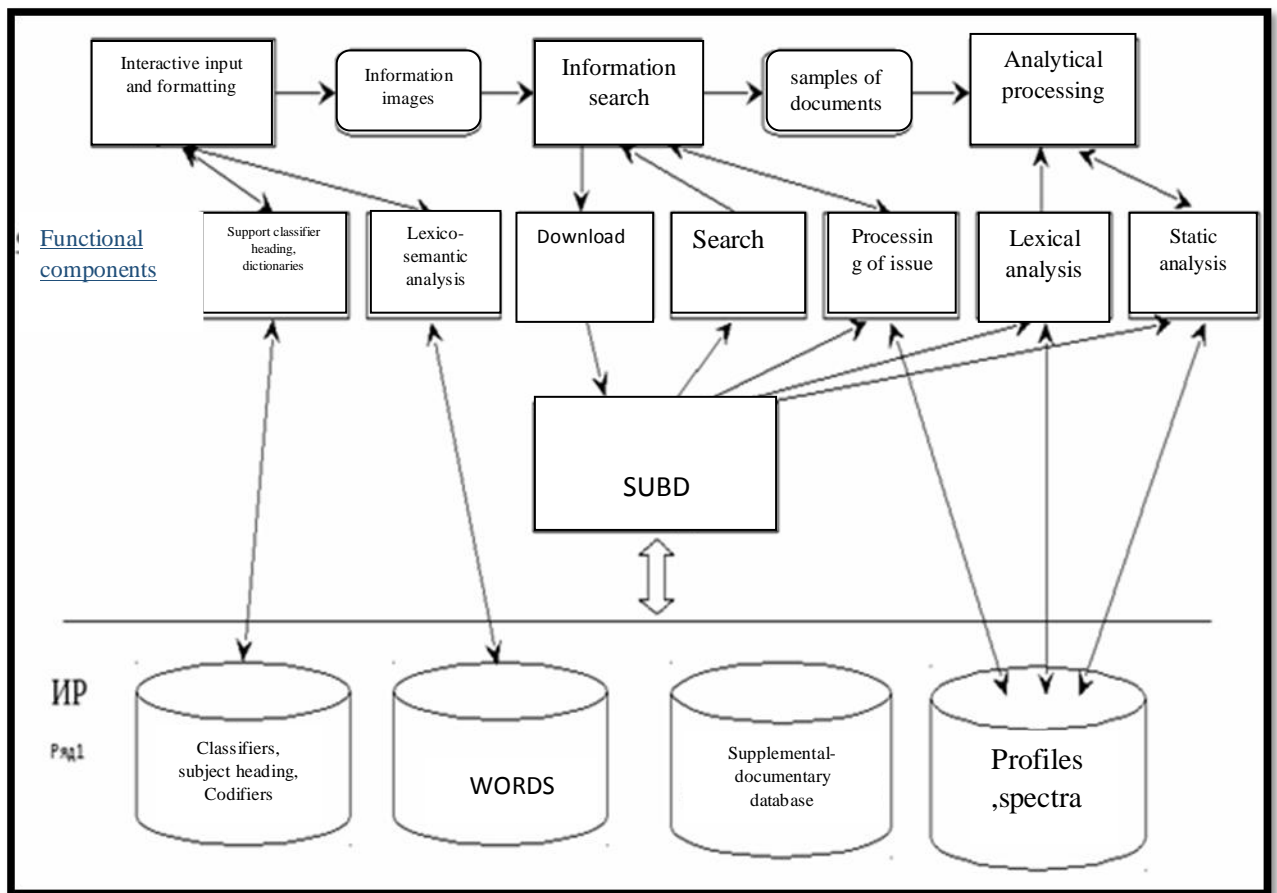 Interactive input
and formatting
Information
images
Information
search
samples of
documents
Analytical
processing
Functional
components
Support classifier
heading,
dictionaries
Lexico-
semantic
analysis
Download
Search
Processin
g of issue
Lexical
analysis
Static
analysis
SUBD
ИР
Ряд1
Classifiers,
subject heading,
Codifiers
WORDS
Supplemental-
documentary
database
Profiles
,spectra